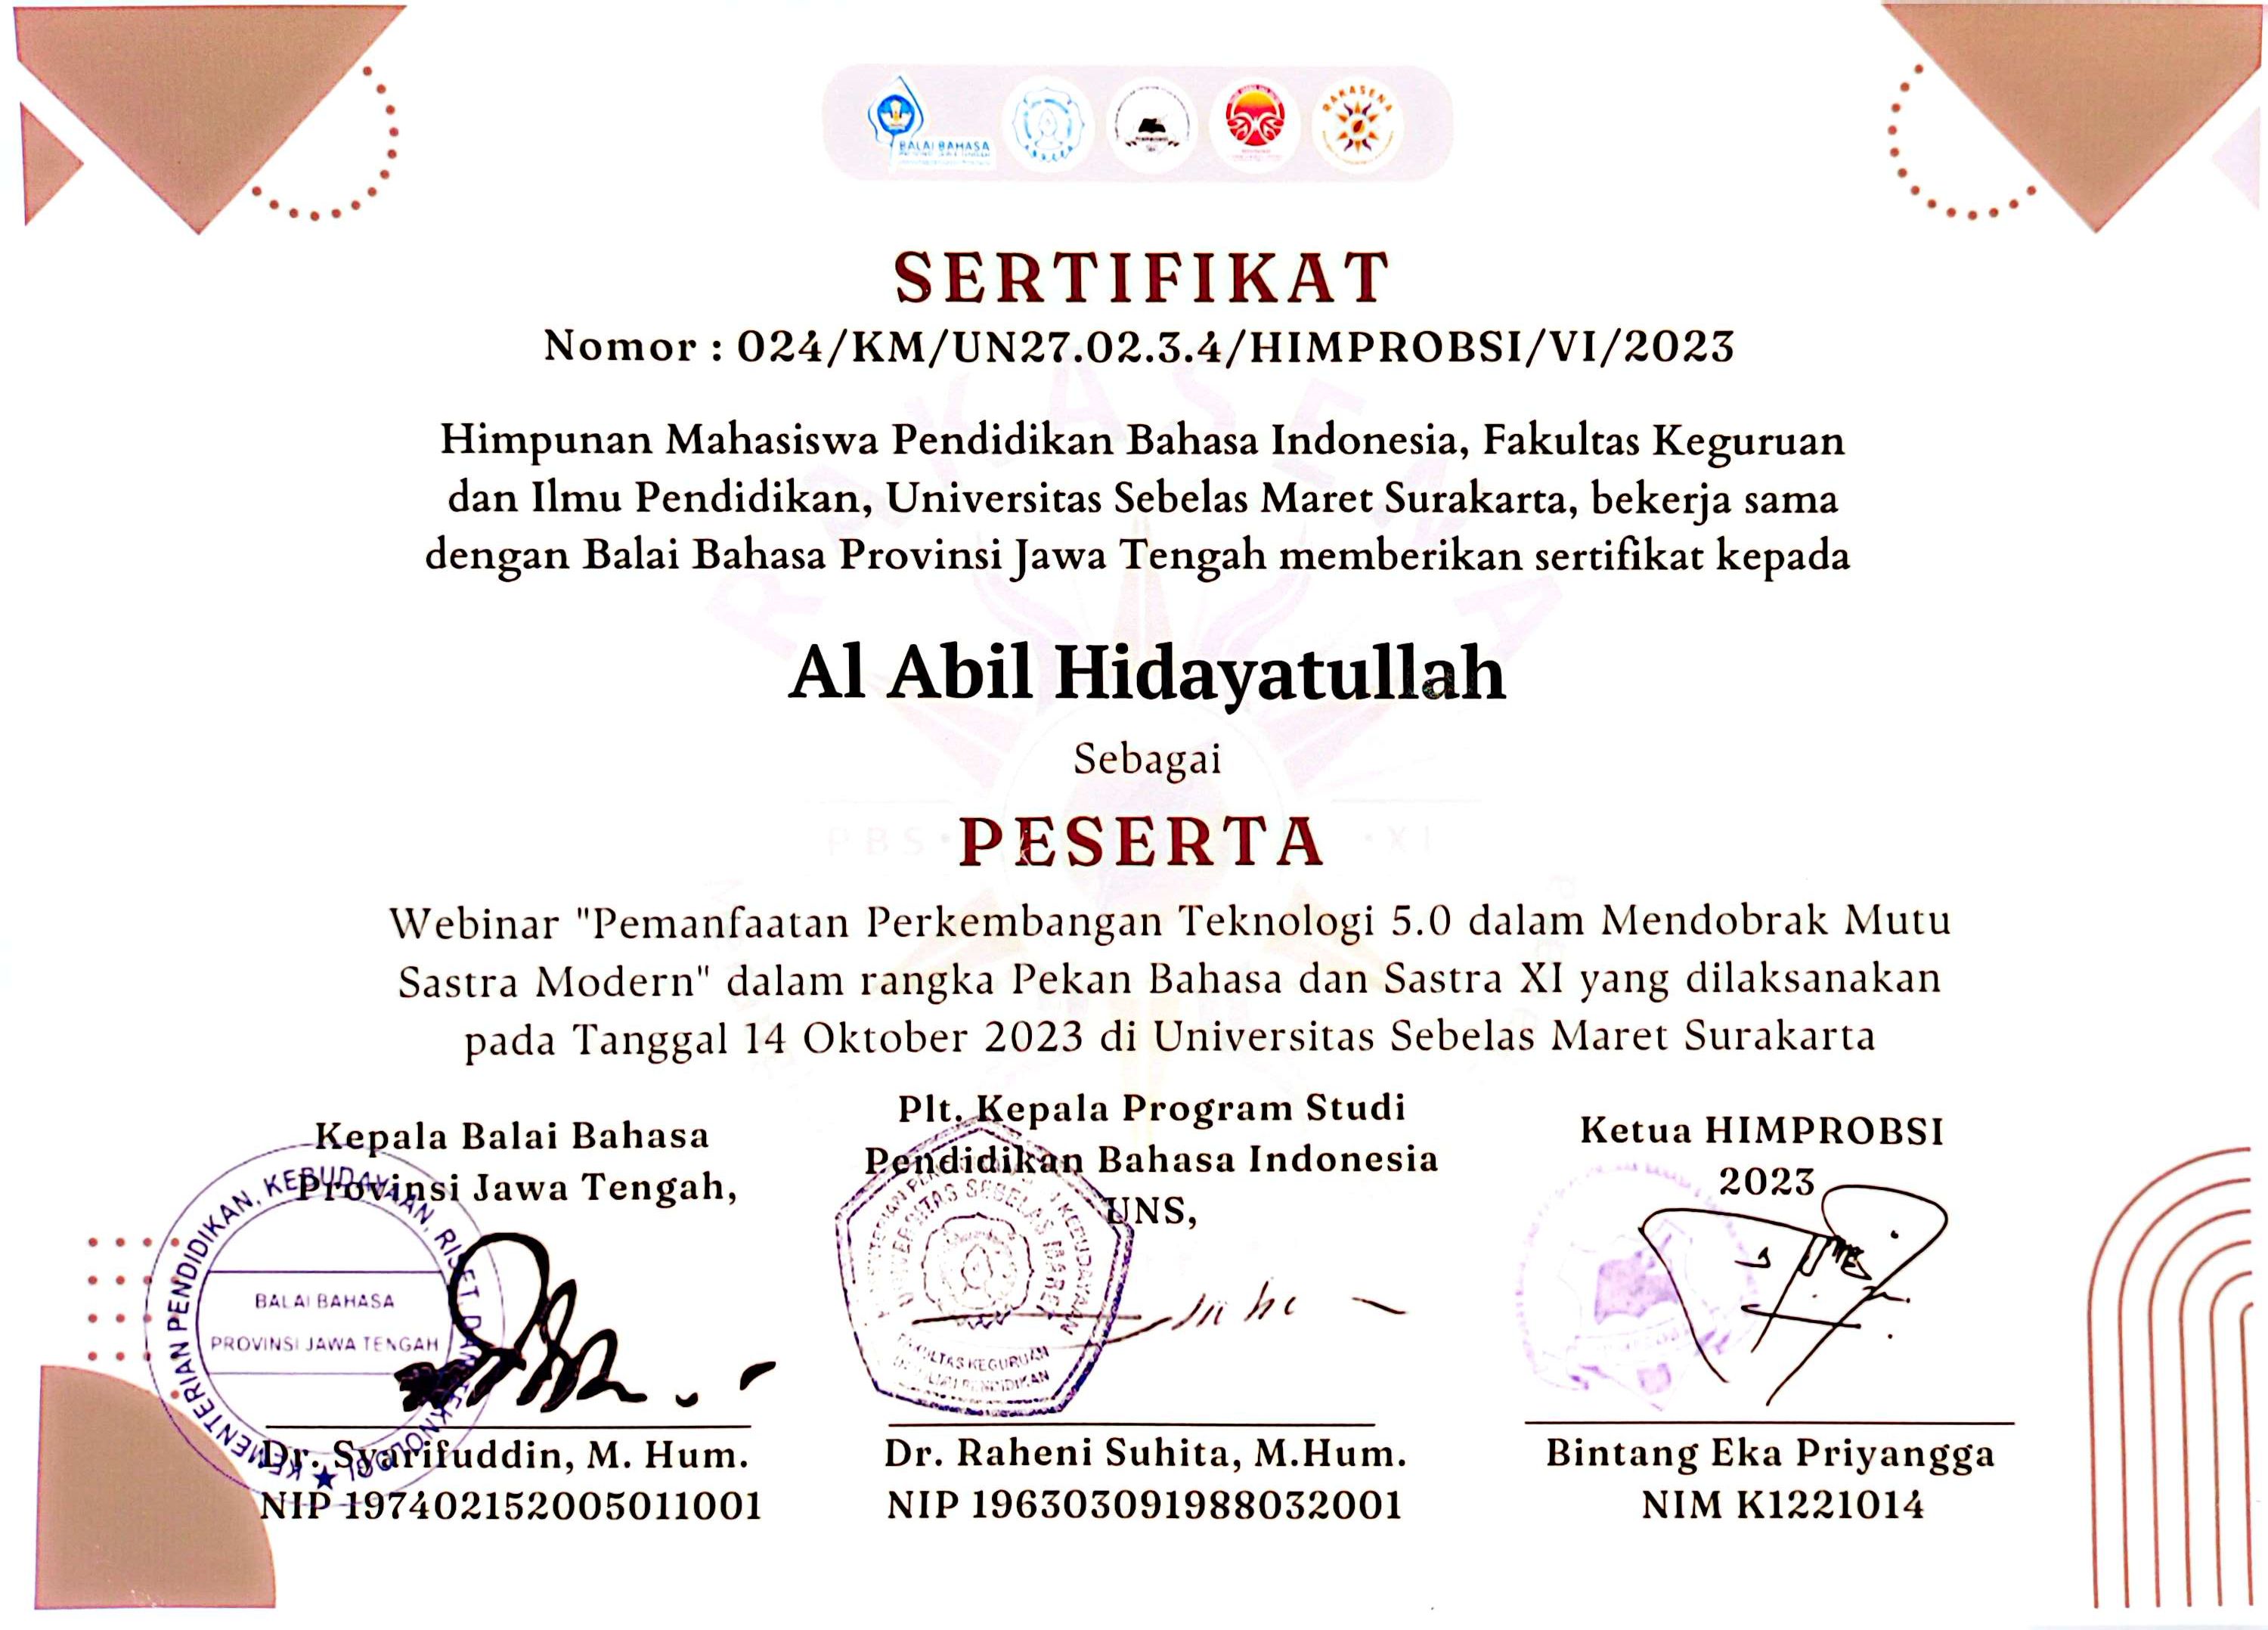 BALAI BAHASA
RAKASENA
SERTIFIKAT
Nomor : 024/KM/UN27.02.3.4/HIMPROBSI/VI/2023
Himpunan Mahasiswa Pendidikan Bahasa Indonesia, Fakultas Keguruan
dan Ilmu Pendidikan, Universitas Sebelas Maret Surakarta, bekerja sama
dengan Balai Bahasa Provinsi Jawa Tengah memberikan sertifikat kepada
RAKASENA
Al Abil Hidayatullah
Sebagai
PBS • XI
PESERTA
Webinar "Pemanfaatan Perkembangan Teknologi 5.0 dalam Mendobrak Mutu
Sastra Modern" dalam rangka Pekan Bahasa dan Sastra XI yang dilaksanakan
pada Tanggal 14 Oktober 2023 di Universitas Sebelas Maret Surakarta
Kepala Balai Bahasa
Provinsi Jawa Tengah,
KEMENTERIAN PENDIDIKAN, KEBUDAYAAN, RISET, DAN TEKNOLOGI
BALAI BAHASA
PROVINSI JAWA TENGAH
Dr. Syarifuddin, M. Hum.
NIP 197402152005011001
Plt. Kepala Program Studi
Pendidikan Bahasa Indonesia
UNS,
UNIVERSITAS SEBELAS MARET
FAKULTAS KEGURUAN
Dr. Raheni Suhita, M.Hum.
NIP 196303091988032001
Ketua HIMPROBSI
2023
Bintang Eka Priyangga
NIM K1221014